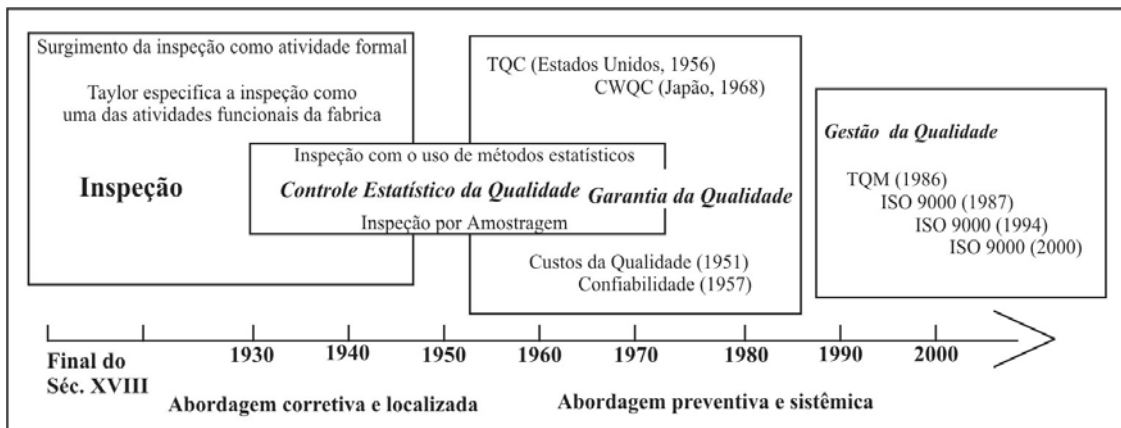 Surgimento da inspeção como atividade formal
Taylor especifica a inspeção como
uma das atividades funcionais da fabrica
Inspeção
Inspeção com o uso de métodos estatísticos
Controle Estatístico da Qualidade
Inspeção por Amostragem
TQC (Estados Unidos, 1956)
CWQC (Japão, 1968)
Garantia da Qualidade
Custos da Qualidade (1951)
Confiabilidade (1957)
Gestão da Qualidade
TQM (1986)
ISO 9000 (1987)
ISO 9000 (1994)
ISO 9000 (2000)
Final do
Séc. XVIII
1930
1940
1950
1960
1970
1980
1990
2000
Abordagem corretiva e localizada
Abordagem preventiva e sistêmica